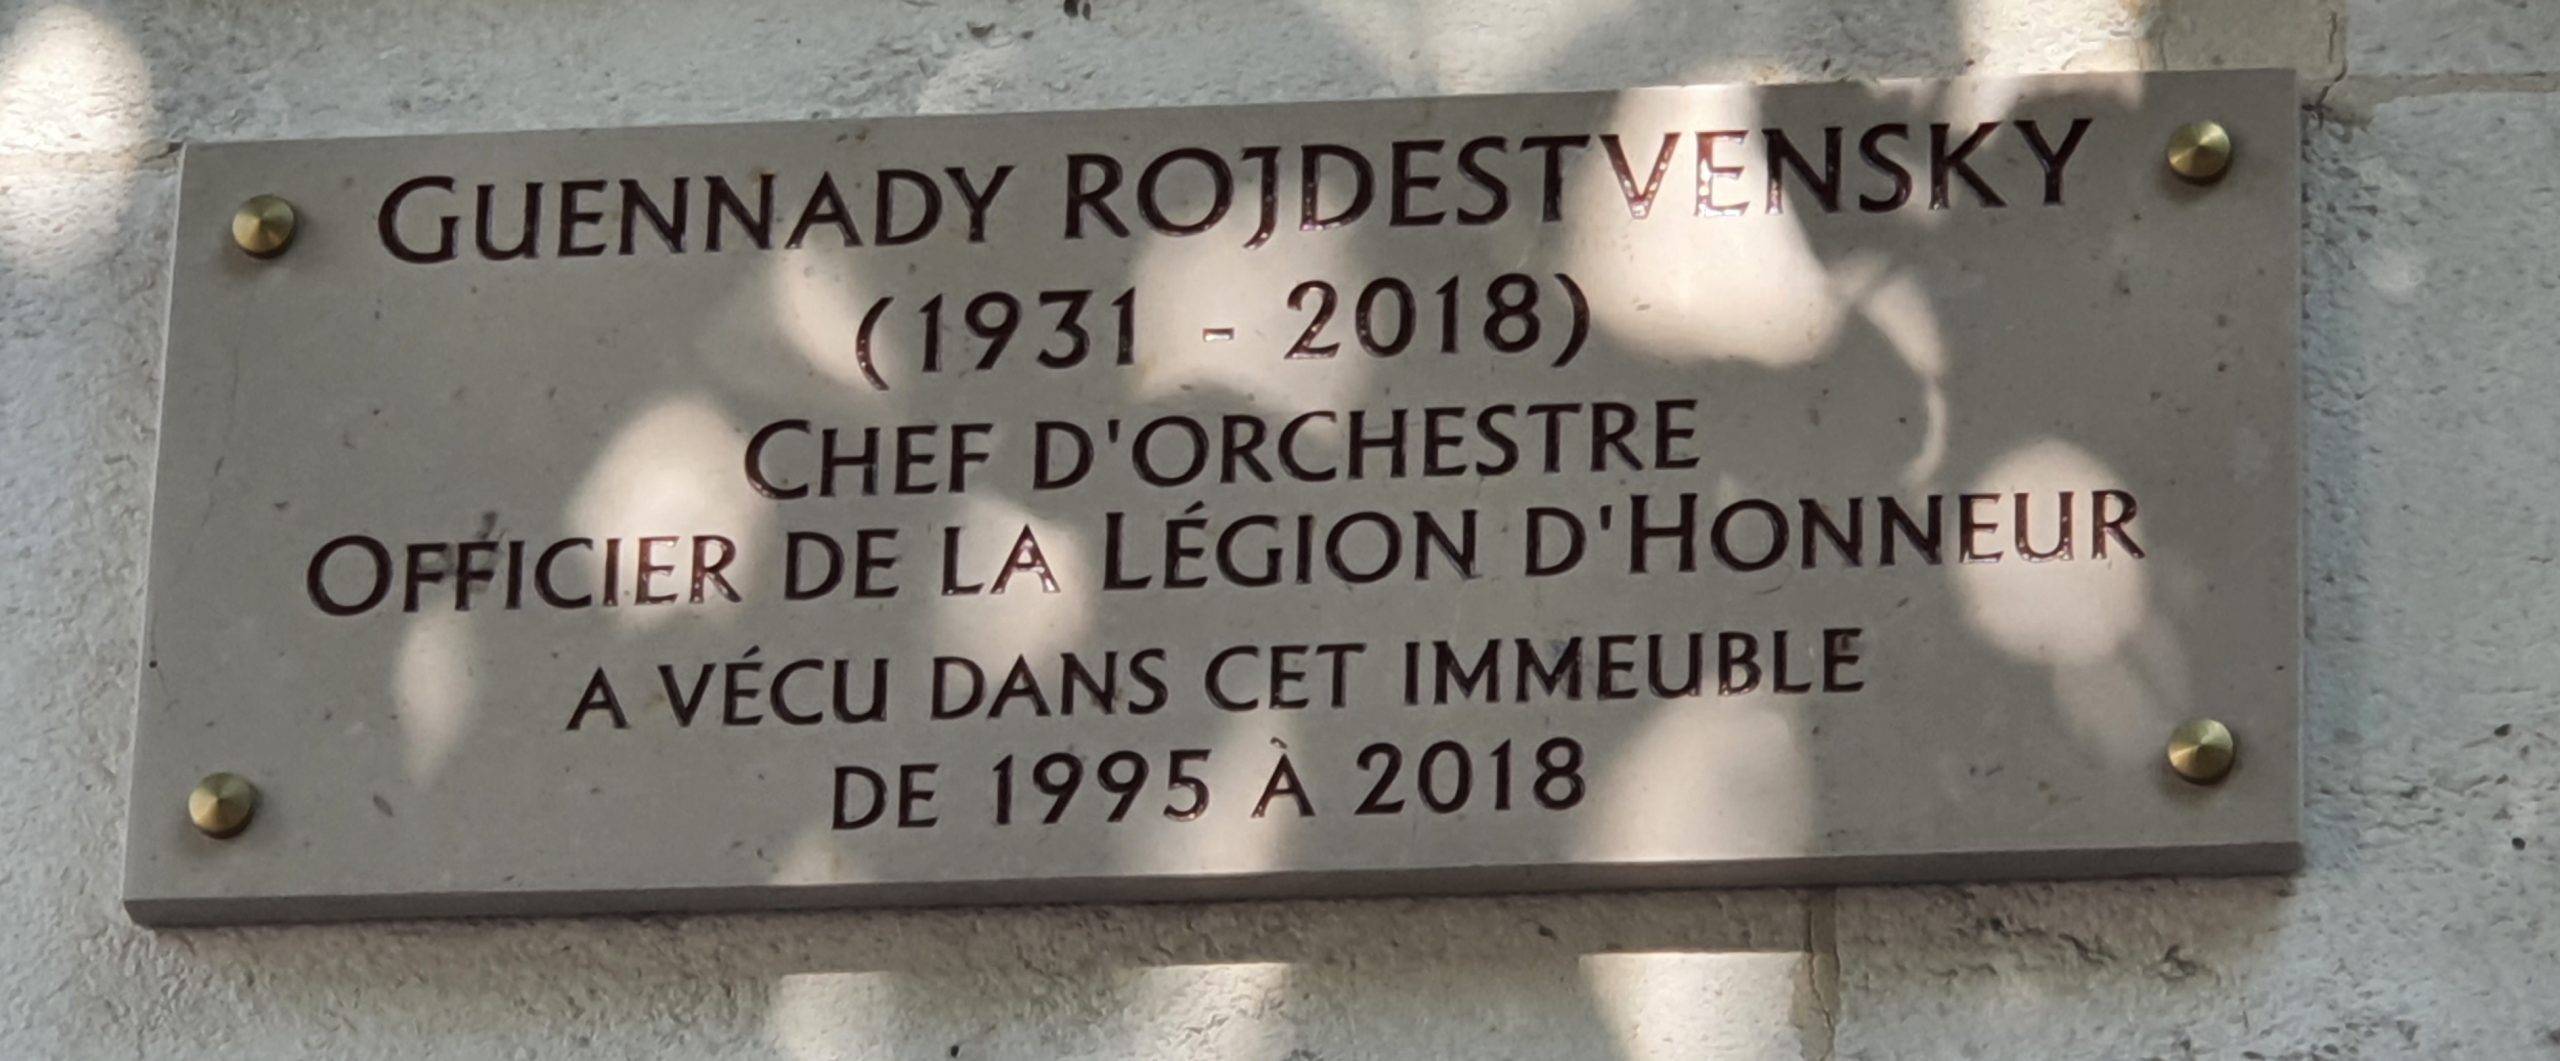 GUENNADY ROJDESTVENSKY
(1931 - 2018)
CHEF D'ORCHESTRE
OFFICIER DE LA LÉGION D'HONNEUR
A VÉCU DANS CET IMMEUBLE
DE 1995 À 2018